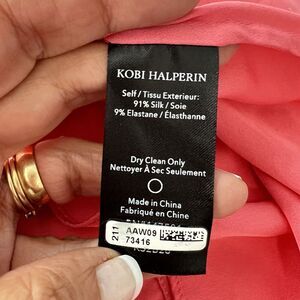 KOBI HALPERIN
Self / Tissu Exterieur:
91% Silk / Soie
9% Elastane / Élasthanne
Dry Clean Only
Nettoyer À Sec Seulement
Made in China
Fabriqué en Chine
211
AAW09
73416